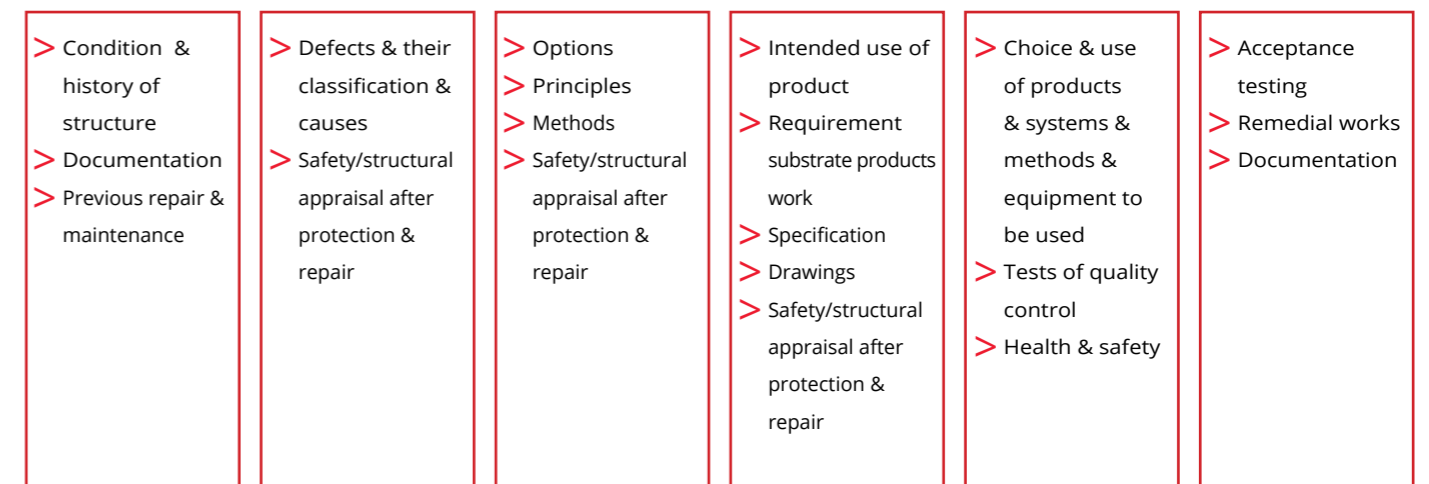 > Condition &
history of
structure
> Documentation
> Previous repair &
maintenance
> Defects & their
classification &
causes
> Safety/structural
appraisal after
protection &
repair
> Options
> Principles
> Methods
> Safety/structural
appraisal after
protection &
repair
> Intended use of
product
> Requirement
substrate products
work
> Specification
> Drawings
> Safety/structural
appraisal after
protection &
repair
> Choice & use
of products
& systems &
methods &
equipment to
be used
> Tests of quality
control
> Health & safety
> Acceptance
testing
> Remedial works
> Documentation